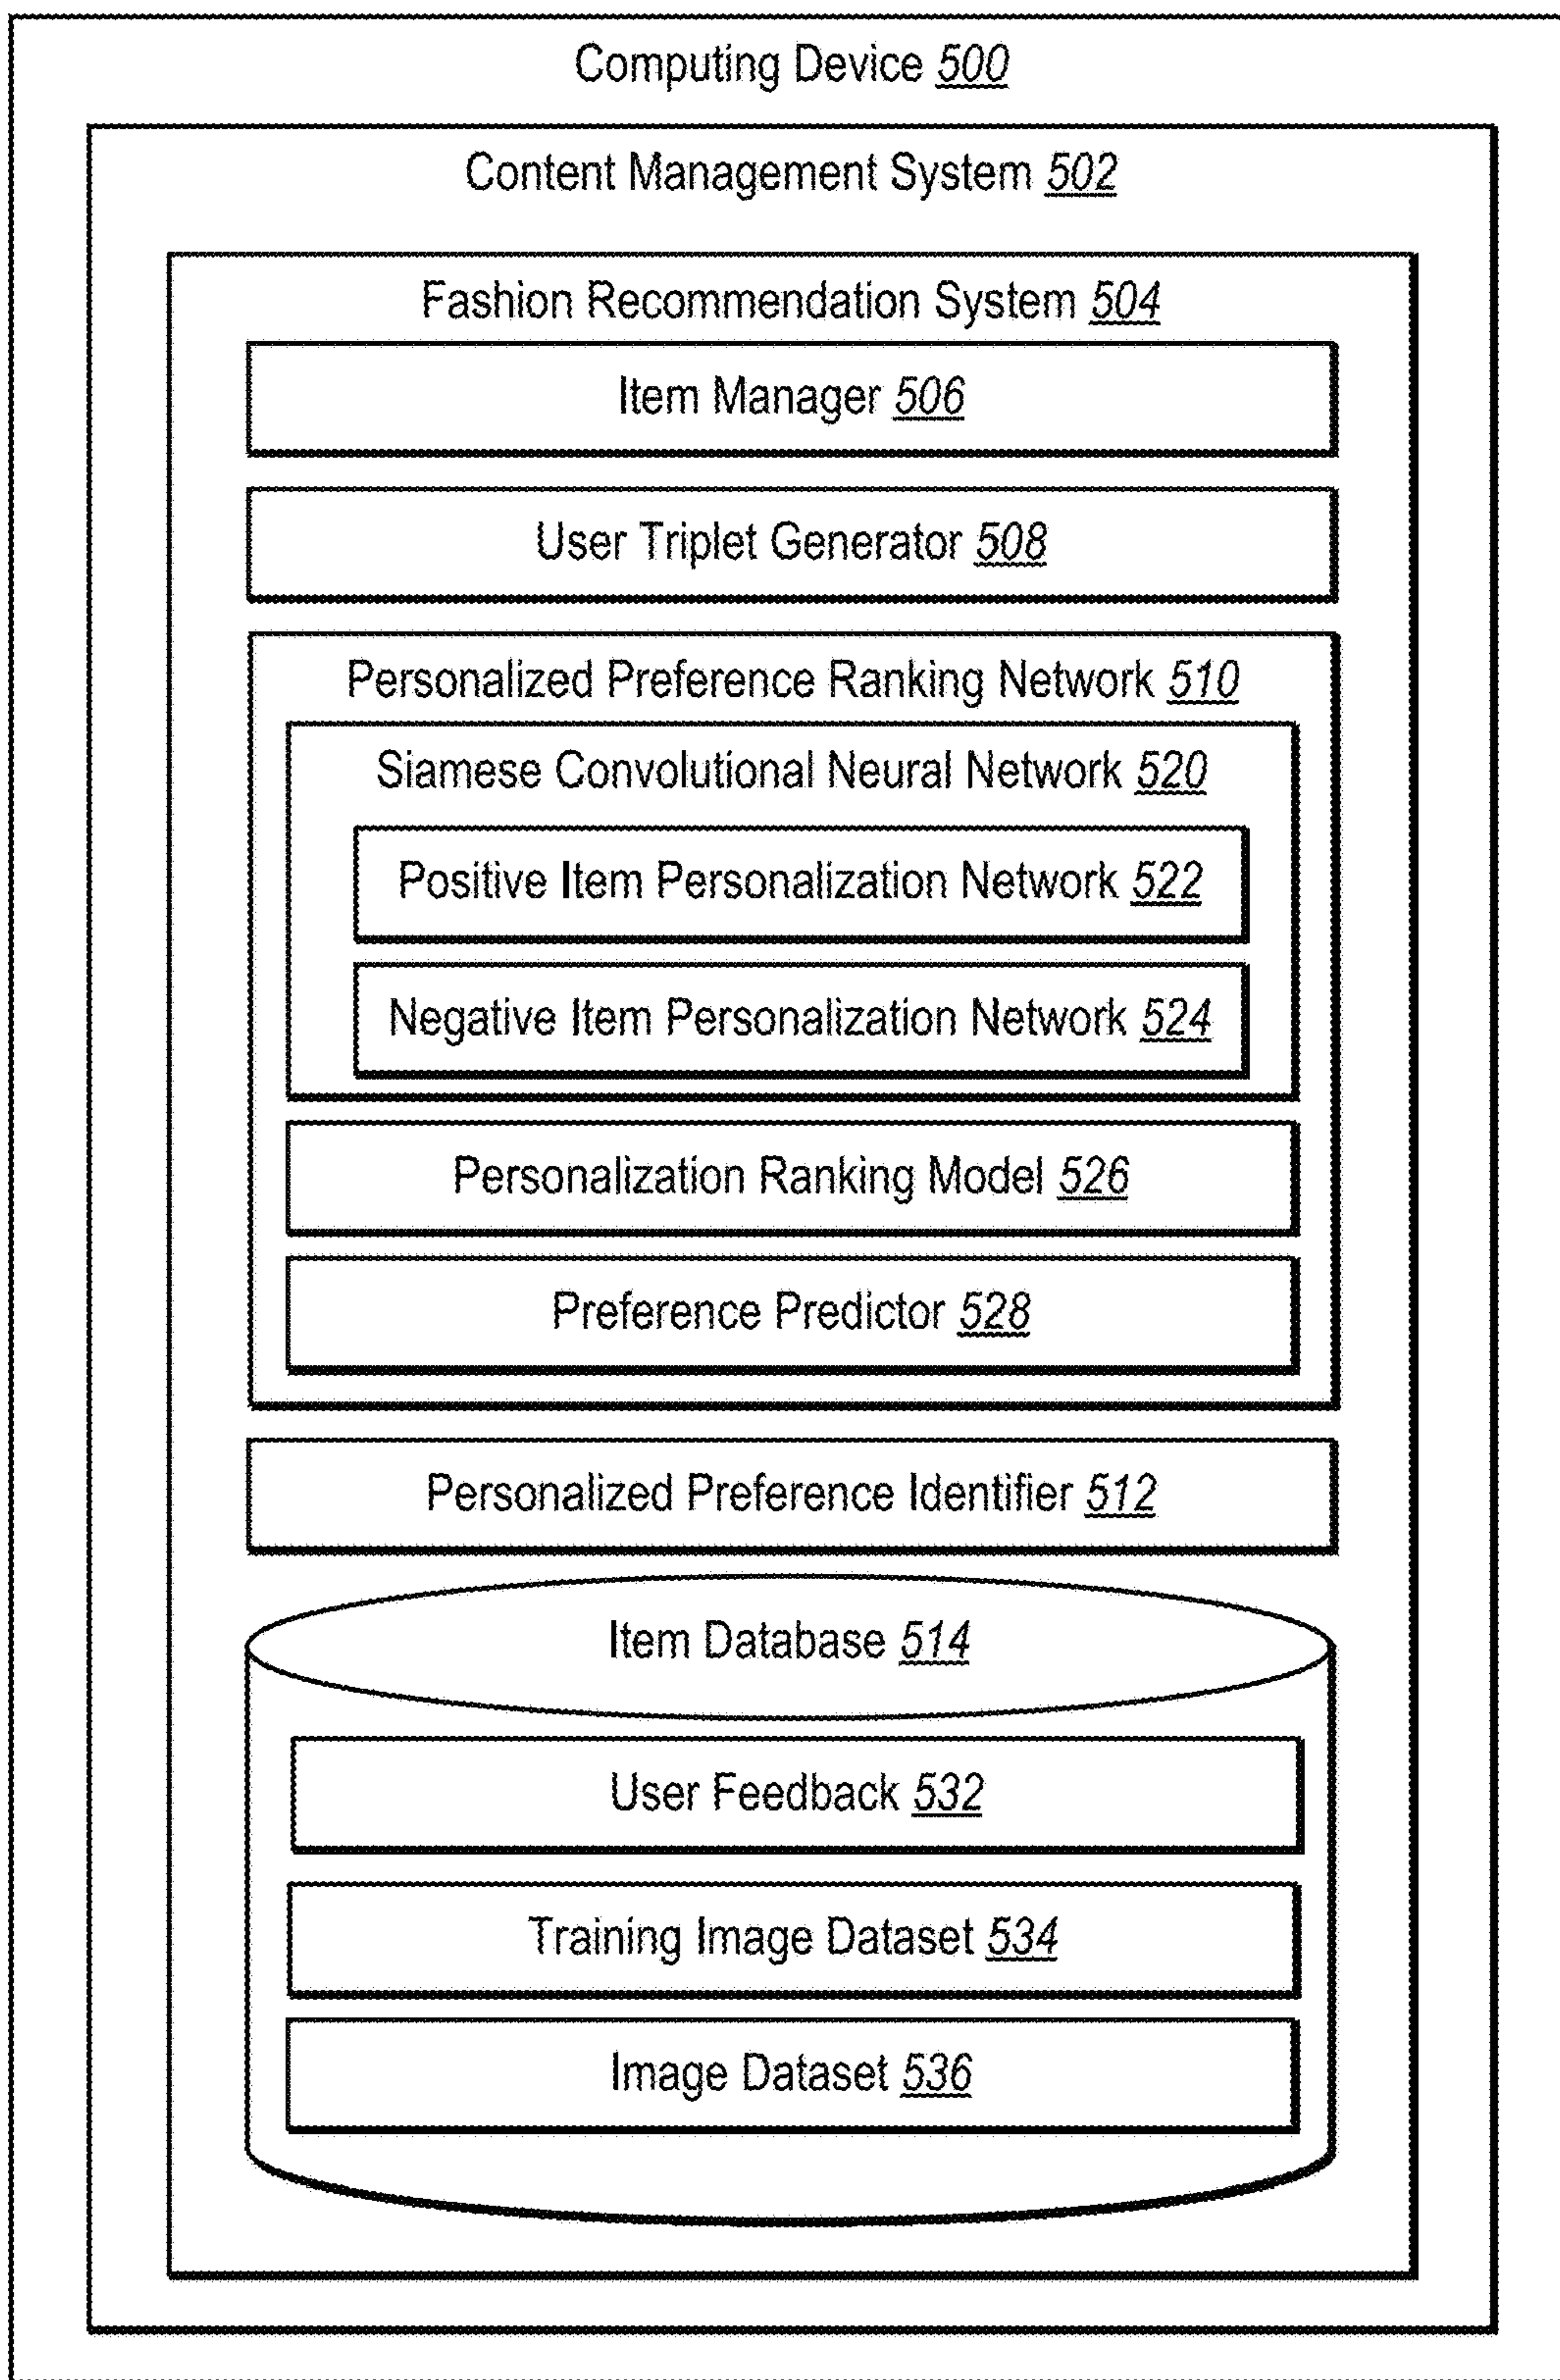 Computing Device 500
Content Management System 502
Fashion Recommendation System 504
Item Manager 506
User Triplet Generator 508
Personalized Preference Ranking Network 510
Siamese Convolutional Neural Network 520
Positive Item Personalization Network 522
Negative Item Personalization Network 524
Personalization Ranking Model 526
Preference Predictor 528
Personalized Preference Identifier 512
Item Database 514
User Feedback 532
Training Image Dataset 534
Image Dataset 536